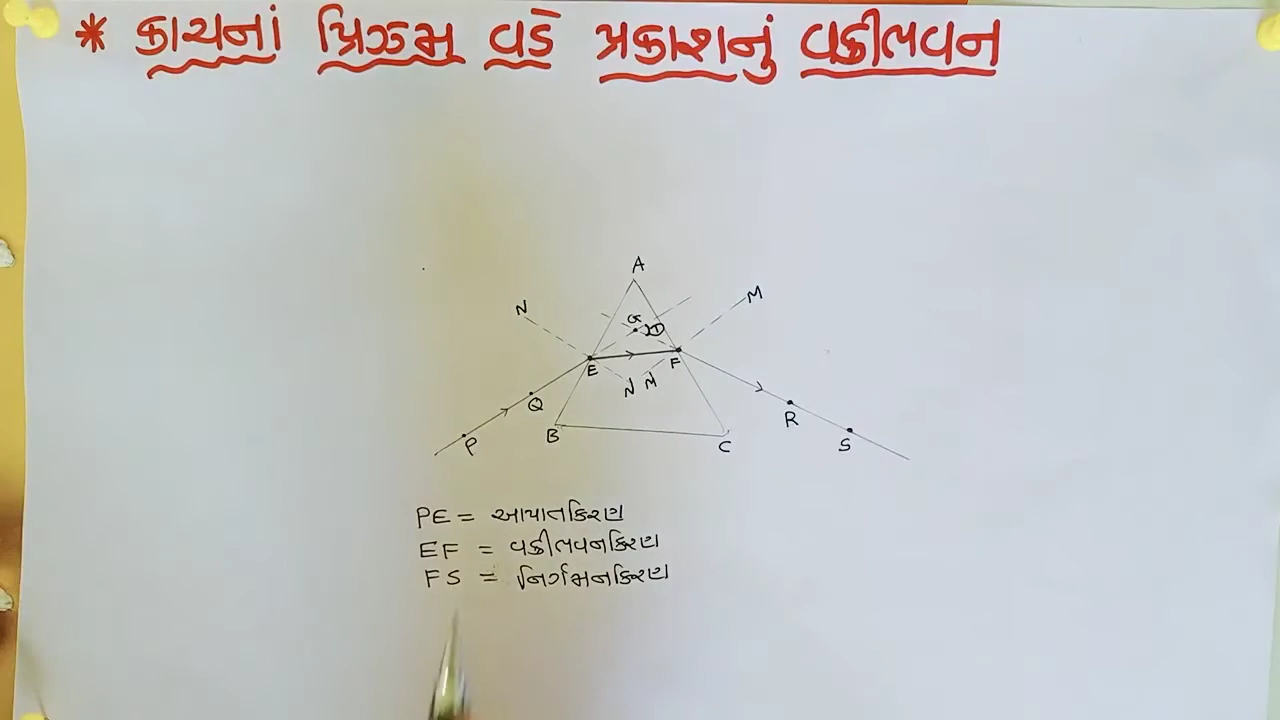 * કાચનાં પ્રિઝમ વડે પ્રકાશનું વક્રીભવન
A
N
M
G
D
E
F
N M
Q
P
B
C
R
S
PE = આપાતકિરણ
EF = વક્રીભવનકિરણ
FS = નિર્ગમનકિરણ